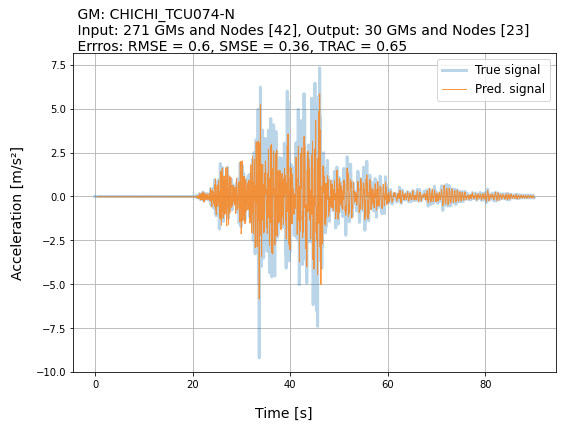 GM: CHICHI_TCU074-N
Input: 271 GMs and Nodes [42], Output: 30 GMs and Nodes [23]
Errros: RMSE = 0.6, SMSE = 0.36, TRAC = 0.65
True signal
Pred. signal
7.5
5.0
2.5
0.0
−2.5
−5.0
−7.5
−10.0
Acceleration [m/s²]
0 20 40 60 80
Time [s]